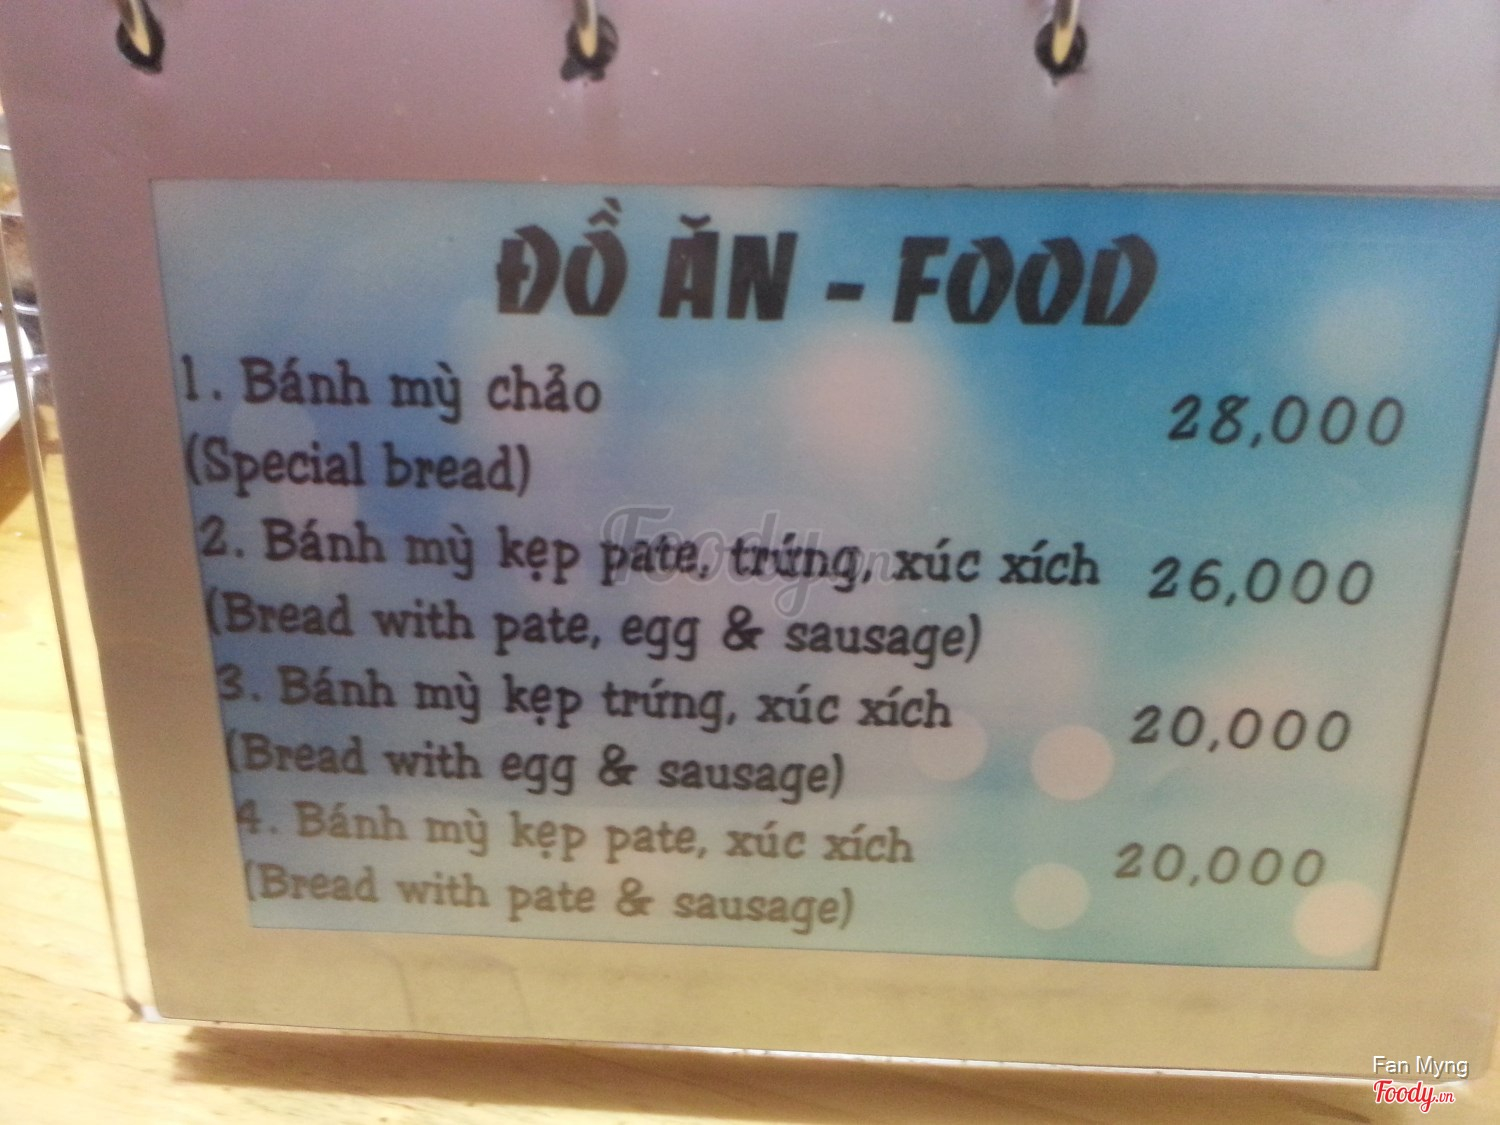 ĐỒ ĂN - FOOD
1. Bánh mỳ chảo 28,000
(Special bread)
2. Bánh mỳ kẹp pate, trứng, xúc xích 26,000
(Bread with pate, egg & sausage)
3. Bánh mỳ kẹp trứng, xúc xích 20,000
(Bread with egg & sausage)
4. Bánh mỳ kẹp pate, xúc xích 20,000
(Bread with pate & sausage)
Foody.vn
Fan Myng
Foody.vn